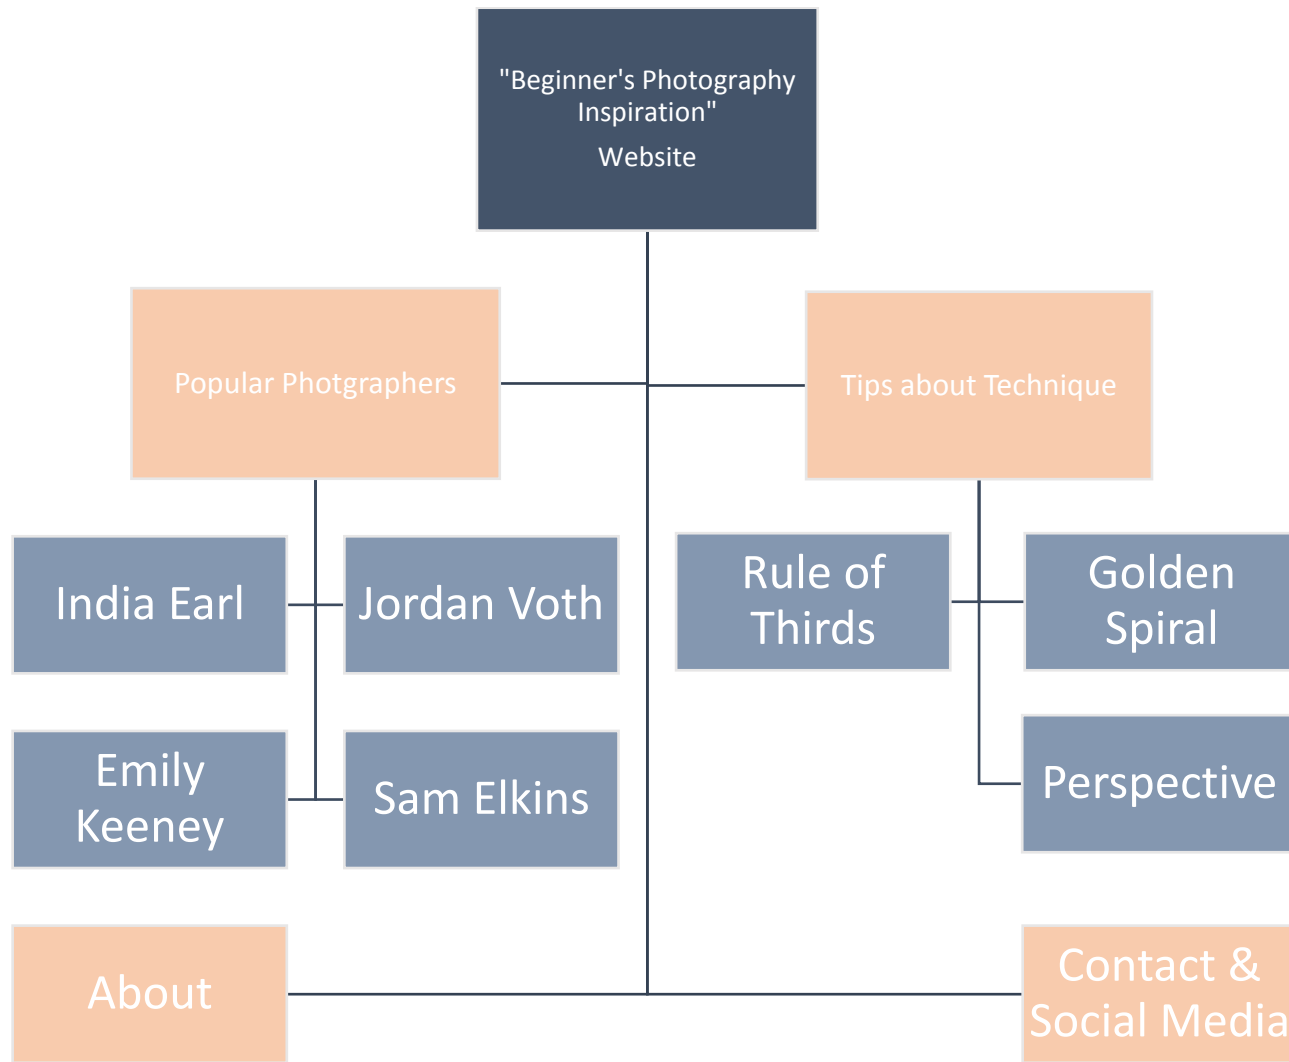 "Beginner's Photography
Inspiration"
Website
Popular Photgraphers
Tips about Technique
India Earl
Jordan Voth
Rule of
Thirds
Golden
Spiral
Emily
Keeney
Sam Elkins
Perspective
About
Contact &
Social Media